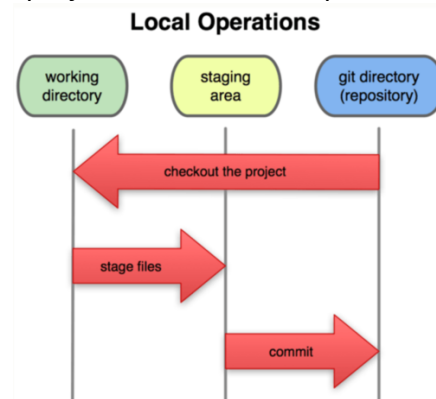 Local Operations
working
directory
staging
area
git directory
(repository)
checkout the project
stage files
commit